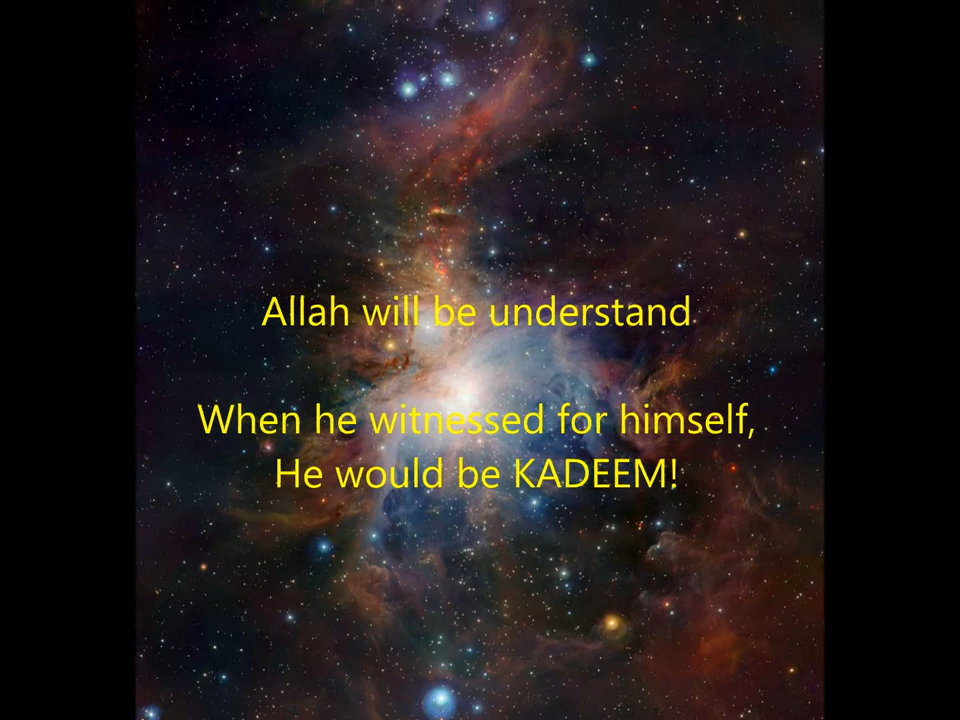 Allah will be understand
When he witnessed for himself,
He would be KADEEM!